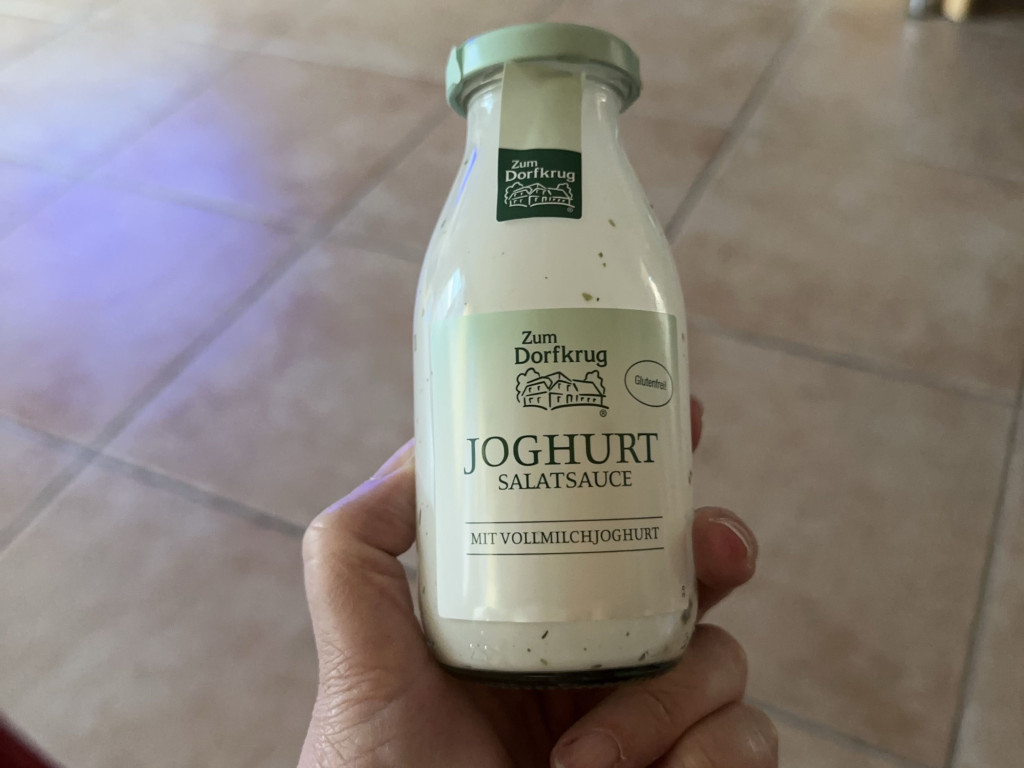 Zum
Dorfkrug
®
Zum
Dorfkrug
Glutenfrei!
®
JOGHURT
SALATSAUCE
MIT VOLLMILCHJOGHURT